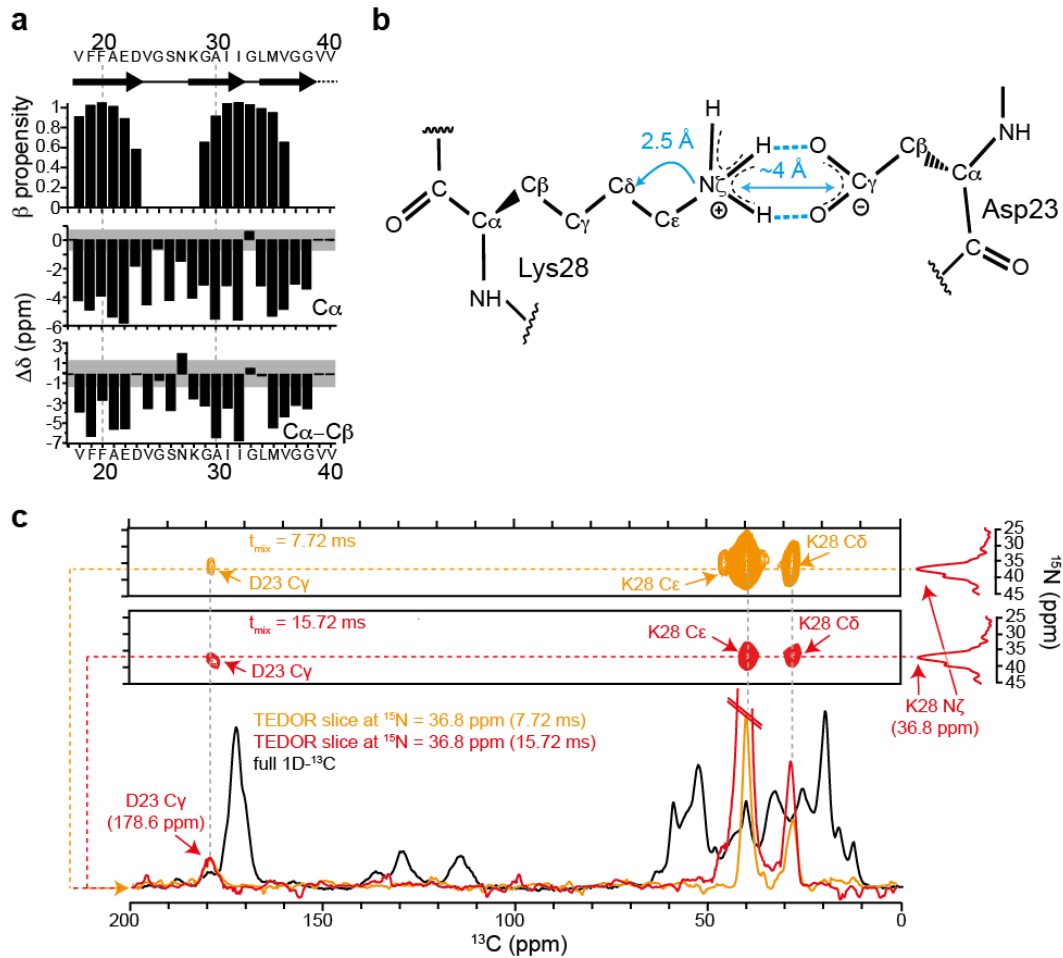 a
20 30 40
VFFAEDVGSNKGAIIGLMVGGVV
β propensity
1
0.8
0.6
0.4
0.2
0
Δδ (ppm)
0
-2
-4
-6
Cα
3
1
-1
-3
-5
-7
Cα−Cβ
VFFAEDVGSNKGAIIGLMVGGVV
20 30 40
b
H
2.5 Å
H O
~4 Å
Cβ
Cδ
Nζ
Cγ
Cα
NH
O
Cα
Cβ
Cγ
Cε
⊕
H O
⊖
Asp23
C
O
Lys28
NH
c
t_mix = 7.72 ms
D23 Cγ
K28 Cε
K28 Cδ
25
30
35
40
45
t_mix = 15.72 ms
D23 Cγ
K28 Cε
K28 Cδ
25
30
35
40
45
¹⁵N (ppm)
K28 Nζ
(36.8 ppm)
TEDOR slice at ¹⁵N = 36.8 ppm (7.72 ms)
TEDOR slice at ¹⁵N = 36.8 ppm (15.72 ms)
full 1D-¹³C
D23 Cγ
(178.6 ppm)
200 150 100 50 0
¹³C (ppm)